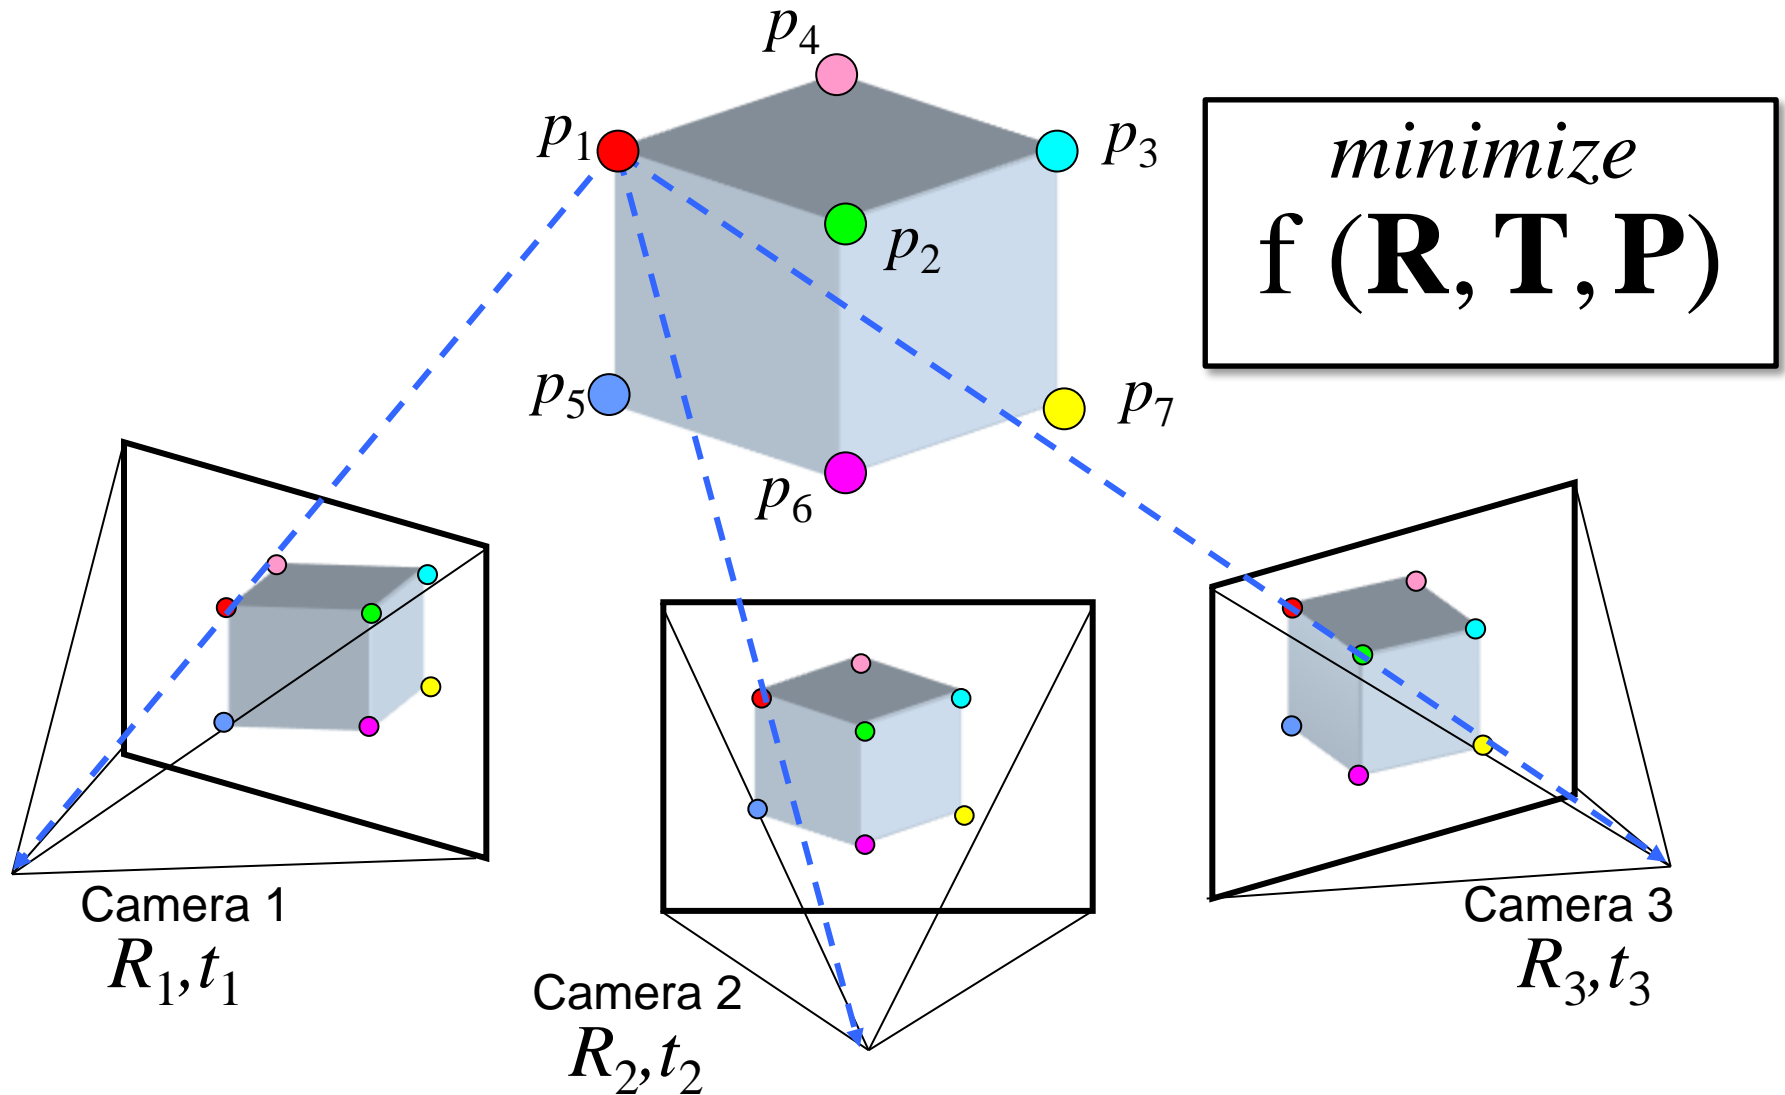 p4
p1
p3
minimize
f (R, T, P)
p2
p5
p7
p6
Camera 1
R1,t1
Camera 2
R2,t2
Camera 3
R3,t3